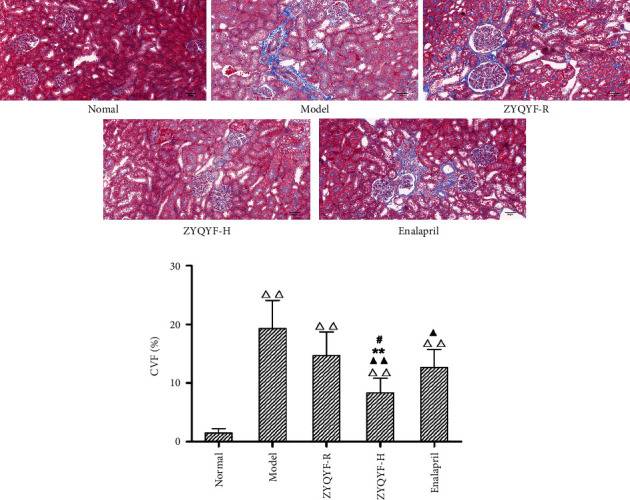 Nomal
Model
ZYQYF-R
ZYQYF-H
Enalapril
30
20
10
0
CVF (%)
△ △
△ △
#
**
▲ ▲
△ △
▲
△ △
Normal
Model
ZYQYF-R
ZYQYF-H
Enalapril